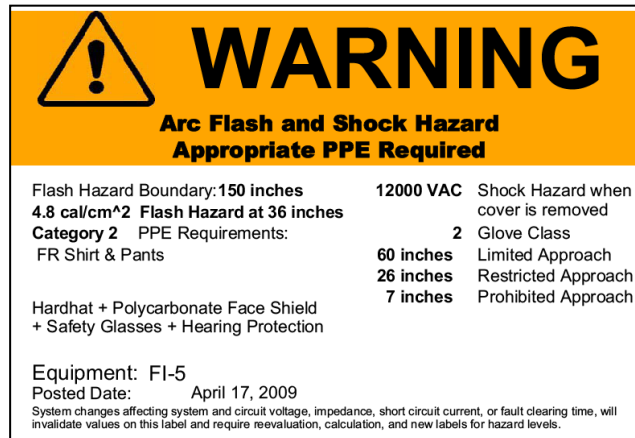 WARNING
Arc Flash and Shock Hazard
Appropriate PPE Required
Flash Hazard Boundary:150 inches
4.8 cal/cm^2 Flash Hazard at 36 inches
Category 2 PPE Requirements:
FR Shirt & Pants
Hardhat + Polycarbonate Face Shield
+ Safety Glasses + Hearing Protection
12000 VAC Shock Hazard when
cover is removed
2 Glove Class
60 inches Limited Approach
26 inches Restricted Approach
7 inches Prohibited Approach
Equipment: FI-5
Posted Date: April 17, 2009
System changes affecting system and circuit voltage, impedance, short circuit current, or fault clearing time, will
invalidate values on this label and require reevaluation, calculation, and new labels for hazard levels.